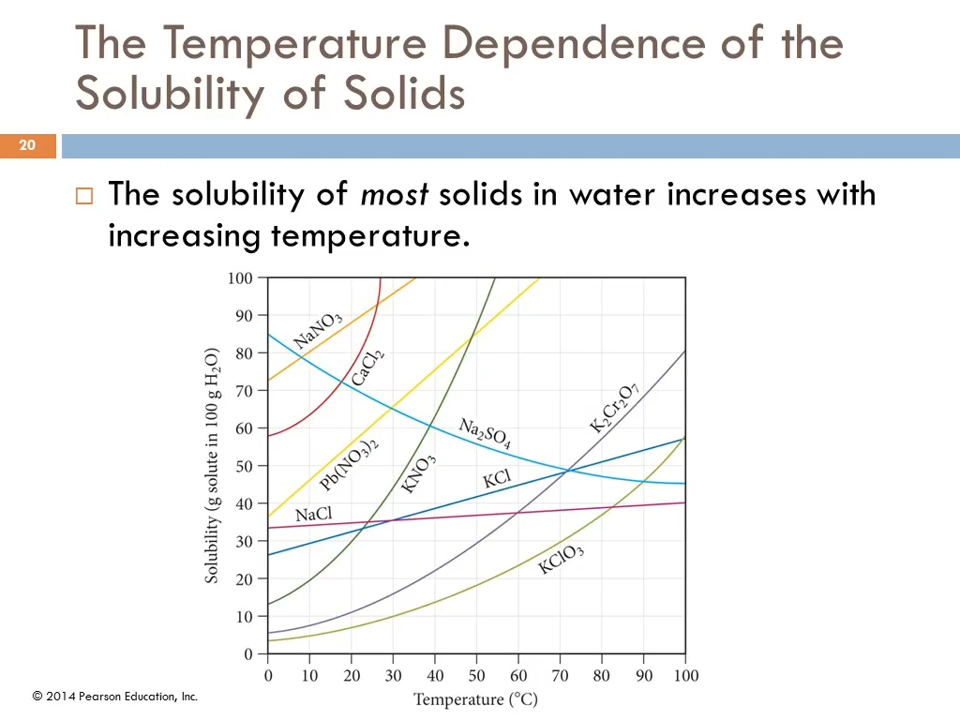 The Temperature Dependence of the
Solubility of Solids
20
□ The solubility of most solids in water increases with
increasing temperature.
100
90
80
70
60
50
40
30
20
10
0
Solubility (g solute in 100 g H₂O)
NaNO₃
CaCl₂
Pb(NO₃)₂
KNO₃
Na₂SO₄
K₂Cr₂O₇
KCl
NaCl
KClO₃
0 10 20 30 40 50 60 70 80 90 100
Temperature (°C)
© 2014 Pearson Education, Inc.